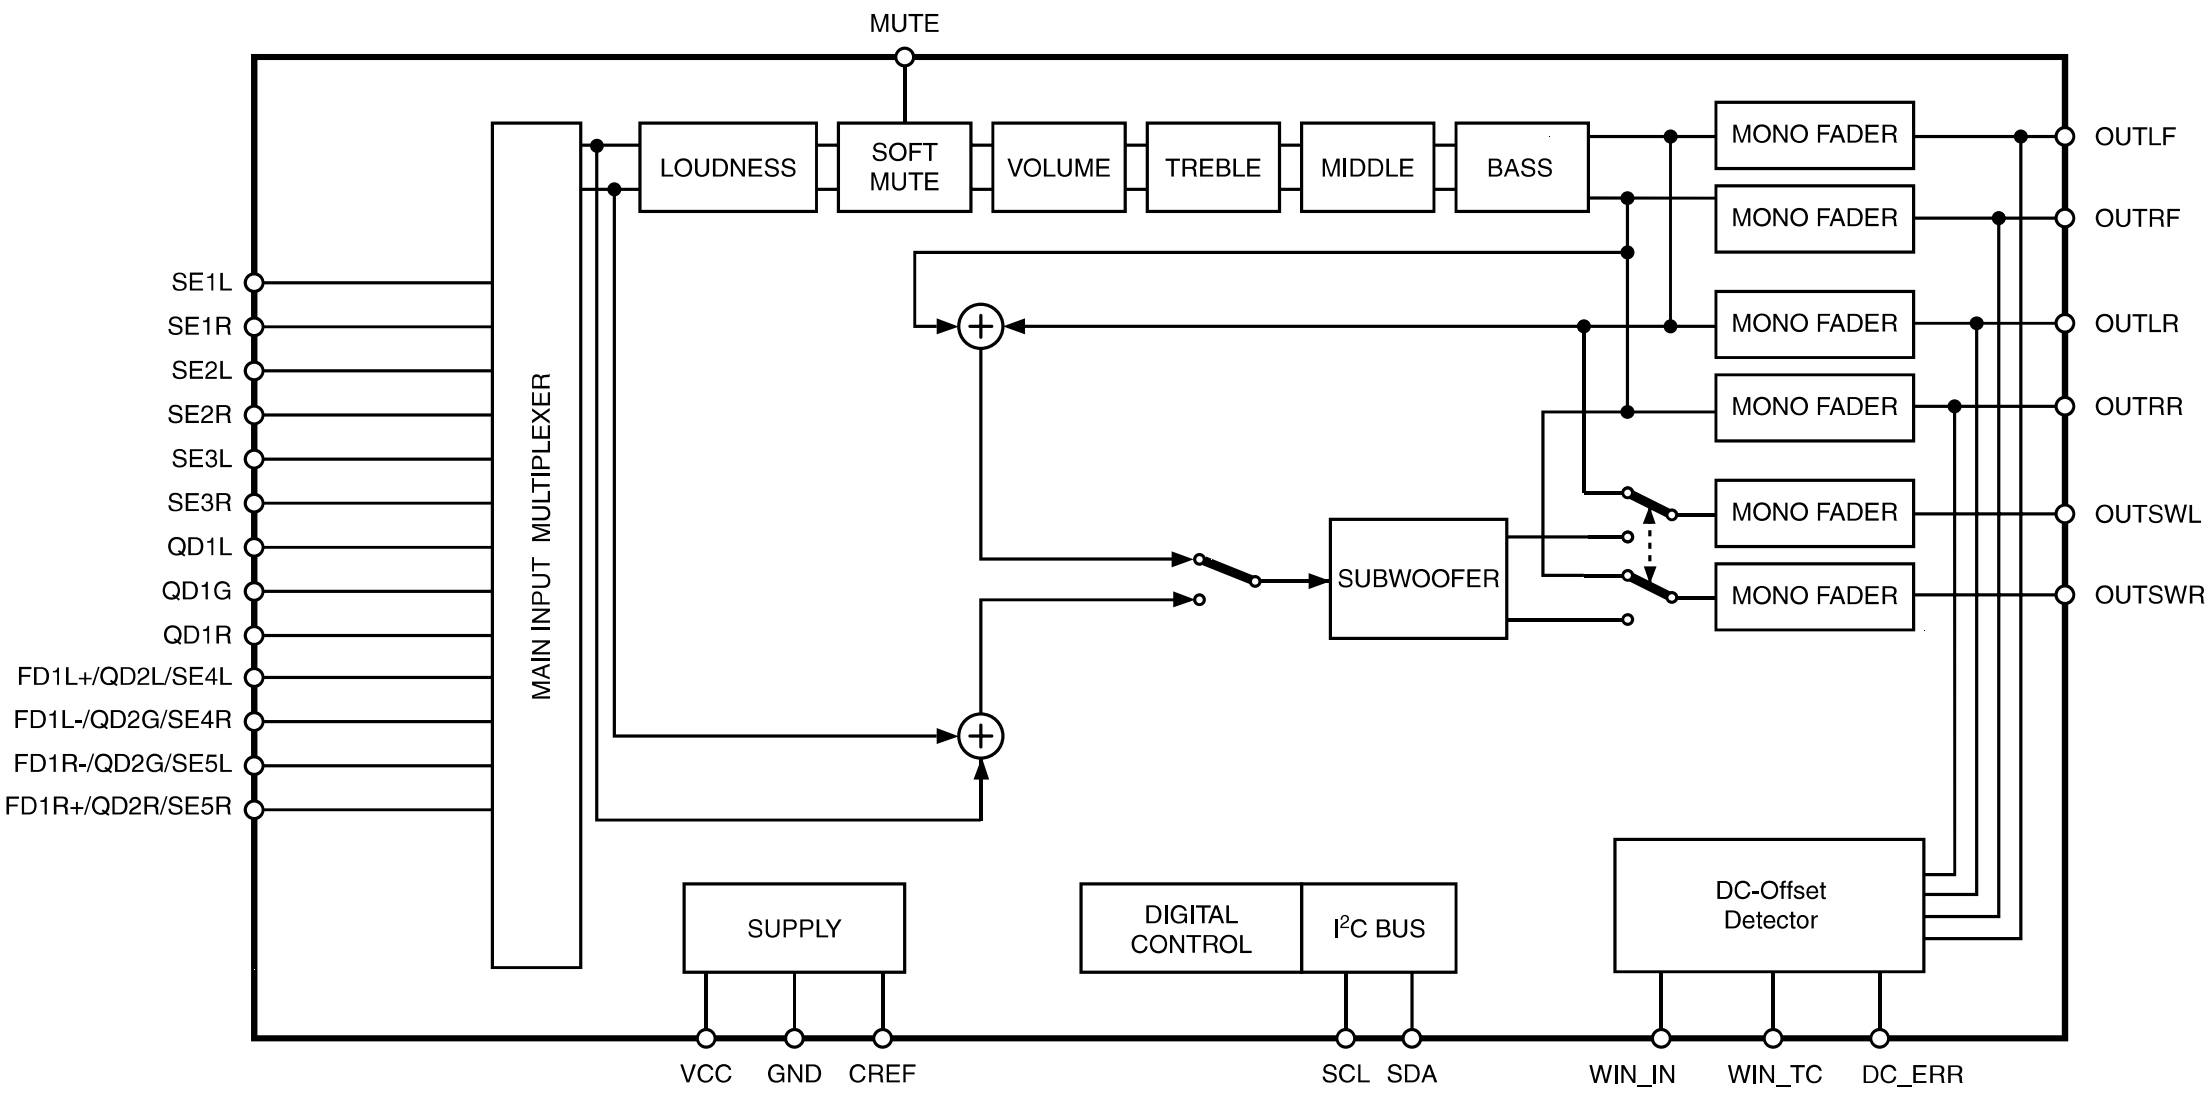 MUTE
LOUDNESS
SOFT
MUTE
VOLUME
TREBLE
MIDDLE
BASS
MONO FADER
OUTLF
MONO FADER
OUTRF
MONO FADER
OUTLR
MONO FADER
OUTRR
MONO FADER
OUTSWL
MONO FADER
OUTSWR
SE1L
SE1R
SE2L
SE2R
SE3L
SE3R
QD1L
QD1G
QD1R
FD1L+/QD2L/SE4L
FD1L-/QD2G/SE4R
FD1R-/QD2G/SE5L
FD1R+/QD2R/SE5R
MAIN INPUT MULTIPLEXER
+
SUBWOOFER
+
SUPPLY
DIGITAL
CONTROL
I²C BUS
DC-Offset
Detector
VCC
GND
CREF
SCL
SDA
WIN_IN
WIN_TC
DC_ERR